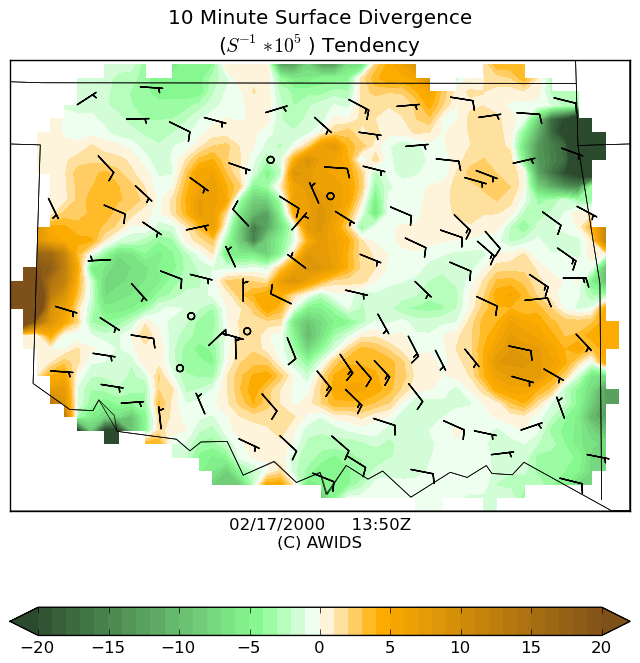 10 Minute Surface Divergence
(S⁻¹ * 10⁵ ) Tendency
02/17/2000 13:50Z
(C) AWIDS
−20 −15 −10 −5 0 5 10 15 20